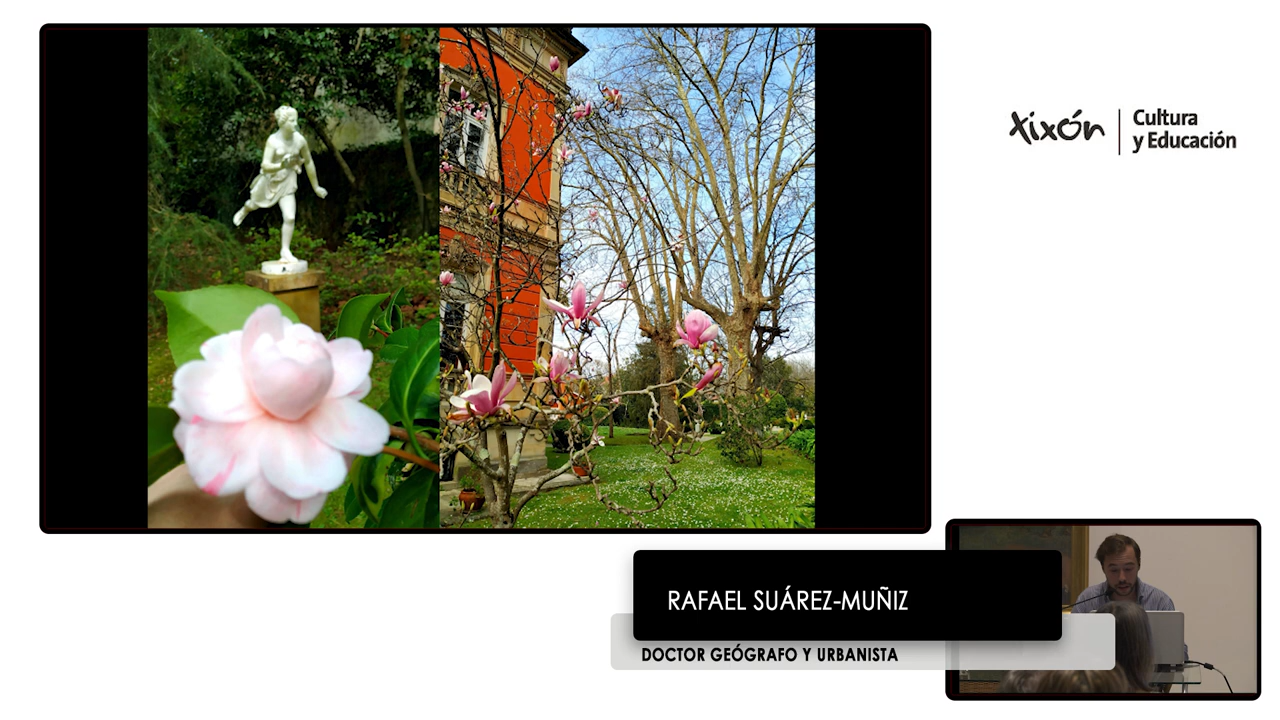 xixón
Cultura
y Educación
RAFAEL SUÁREZ-MUÑIZ
DOCTOR GEÓGRAFO Y URBANISTA